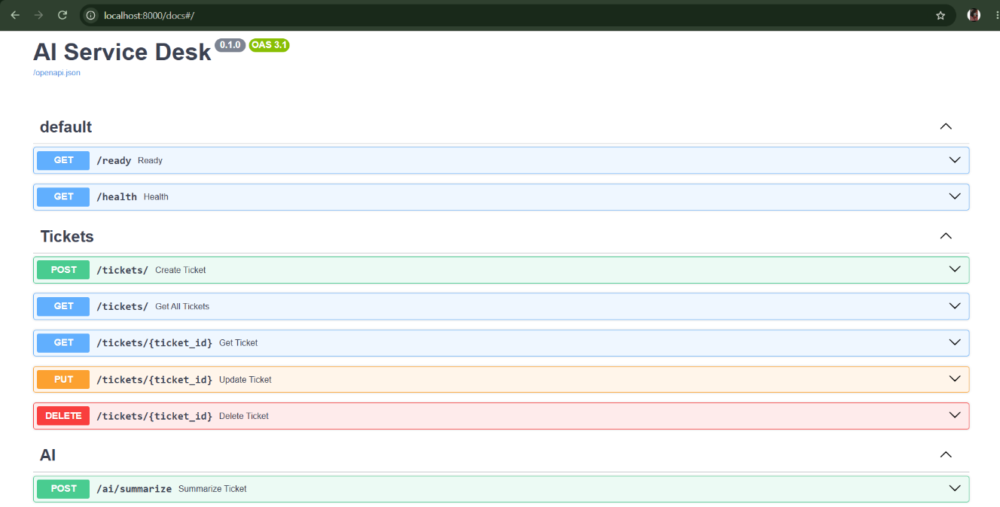 localhost:8000/docs#/
AI Service Desk 0.1.0 OAS 3.1
/openapi.json
default
GET /ready Ready
GET /health Health
Tickets
POST /tickets/ Create Ticket
GET /tickets/ Get All Tickets
GET /tickets/{ticket_id} Get Ticket
PUT /tickets/{ticket_id} Update Ticket
DELETE /tickets/{ticket_id} Delete Ticket
AI
POST /ai/summarize Summarize Ticket